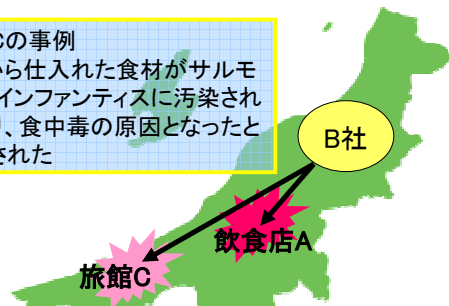 Cの事例
ら仕入れた食材がサルモ
インファンティスに汚染され
、食中毒の原因となったと
された
B社
飲食店A
旅館C